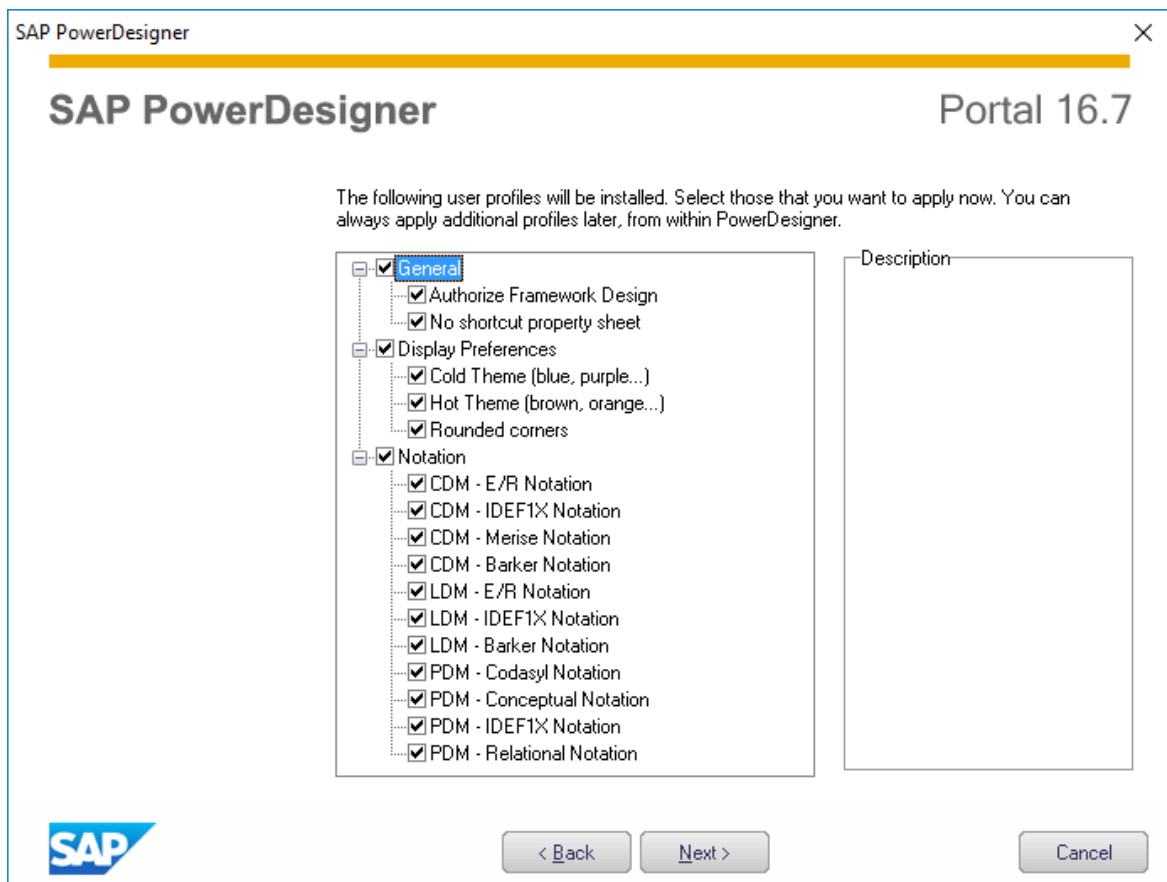 SAP PowerDesigner
SAP PowerDesigner
Portal 16.7
The following user profiles will be installed. Select those that you want to apply now. You can
always apply additional profiles later, from within PowerDesigner.
General
Authorize Framework Design
No shortcut property sheet
Display Preferences
Cold Theme (blue, purple...)
Hot Theme (brown, orange...)
Rounded corners
Notation
CDM - E/R Notation
CDM - IDEF1X Notation
CDM - Merise Notation
CDM - Barker Notation
LDM - E/R Notation
LDM - IDEF1X Notation
LDM - Barker Notation
PDM - Codasyl Notation
PDM - Conceptual Notation
PDM - IDEF1X Notation
PDM - Relational Notation
Description
SAP
< Back
Next >
Cancel